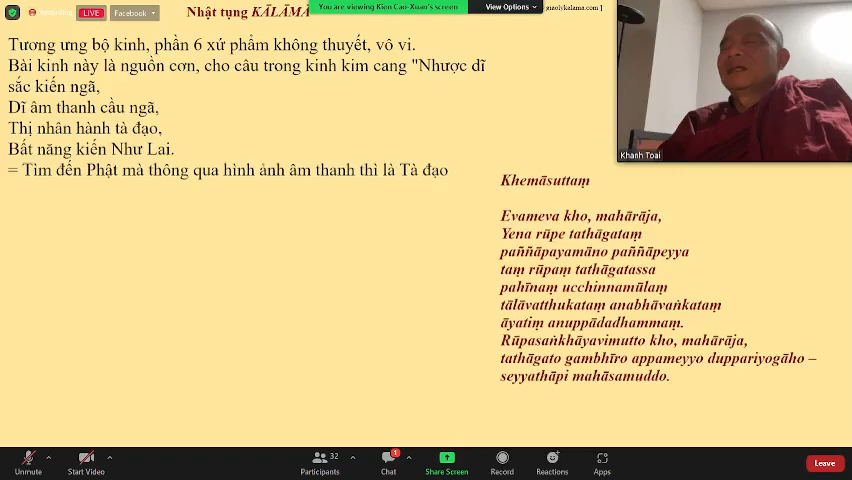 LIVE
Facebook
Nhật tụng KĀLĀMA
You are viewing Kien Cao-Xuan's screen
View Options
giaolykalama.com ]
Tương ưng bộ kinh, phần 6 xứ phẩm không thuyết, vô vi.
Bài kinh này là nguồn cơn, cho câu trong kinh kim cang "Nhược dĩ
sắc kiến ngã,
Dĩ âm thanh cầu ngã,
Thị nhân hành tà đạo,
Bất năng kiến Như Lai.
= Tìm đến Phật mà thông qua hình ảnh âm thanh thì là Tà đạo
Khanh Toai
Khemāsuttaṃ
Evameva kho, mahārāja,
Yena rūpe tathāgataṃ
paññāpayamāno paññāpeyya
taṃ rūpaṃ tathāgatassa
pahīnaṃ ucchinnamūlaṃ
tālāvatthukataṃ anabhāvaṅkataṃ
āyatiṃ anuppādadhammaṃ.
Rūpasaṅkhāyavimutto kho, mahārāja,
tathāgato gambhīro appameyyo duppariyogāho –
seyyathāpi mahāsamuddo.
Unmute
Start Video
32
Participants
1
Chat
Share Screen
Record
Reactions
Apps
Leave